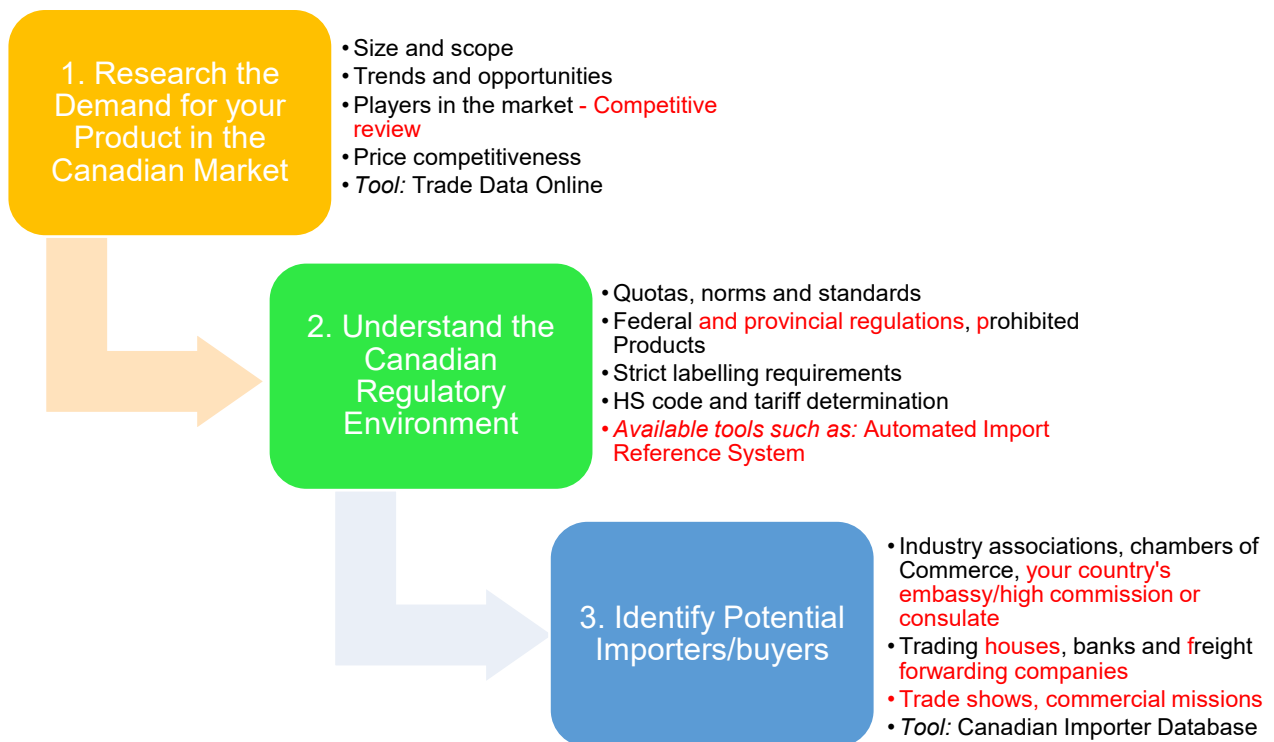 1. Research the
Demand for your
Product in the
Canadian Market
• Size and scope
• Trends and opportunities
• Players in the market - Competitive
review
• Price competitiveness
• Tool: Trade Data Online
2. Understand the
Canadian
Regulatory
Environment
• Quotas, norms and standards
• Federal and provincial regulations, prohibited
Products
• Strict labelling requirements
• HS code and tariff determination
• Available tools such as: Automated Import
Reference System
3. Identify Potential
Importers/buyers
• Industry associations, chambers of
Commerce, your country's
embassy/high commission or
consulate
• Trading houses, banks and freight
forwarding companies
• Trade shows, commercial missions
• Tool: Canadian Importer Database